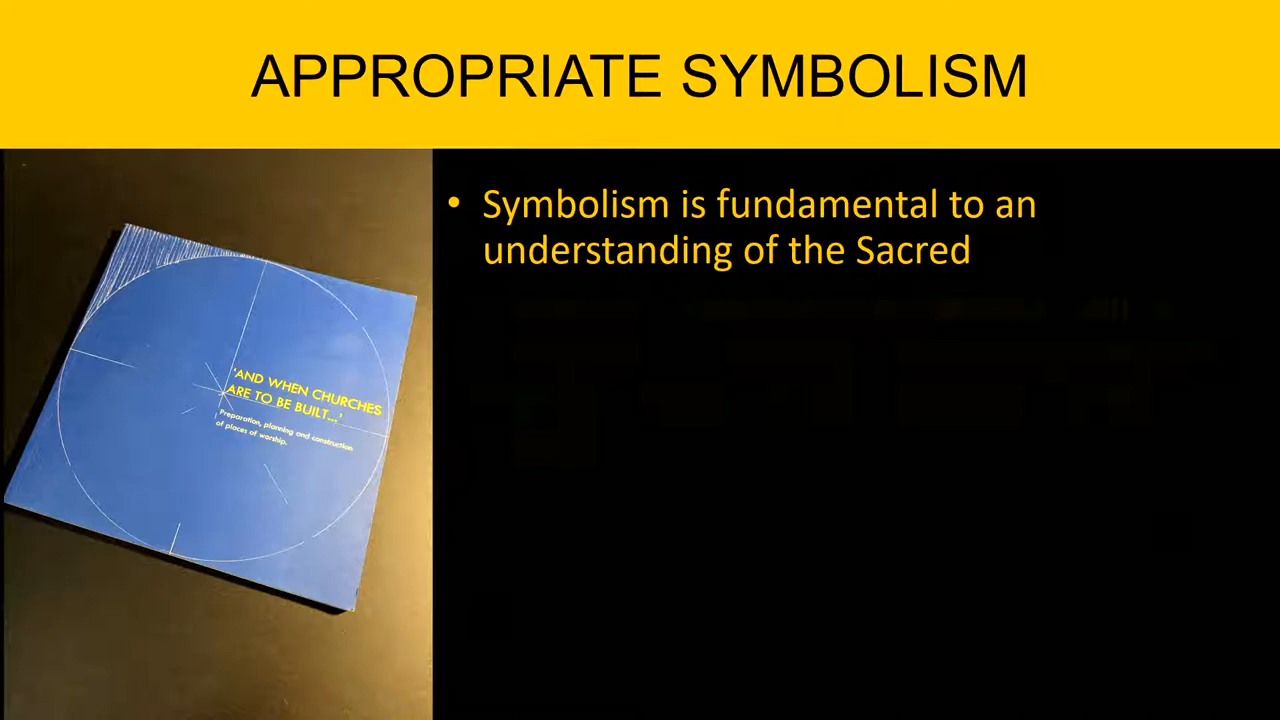 APPROPRIATE SYMBOLISM
• Symbolism is fundamental to an
understanding of the Sacred
'AND WHEN CHURCHES
ARE TO BE BUILT...'
Preparation, planning and construction
of places of worship.